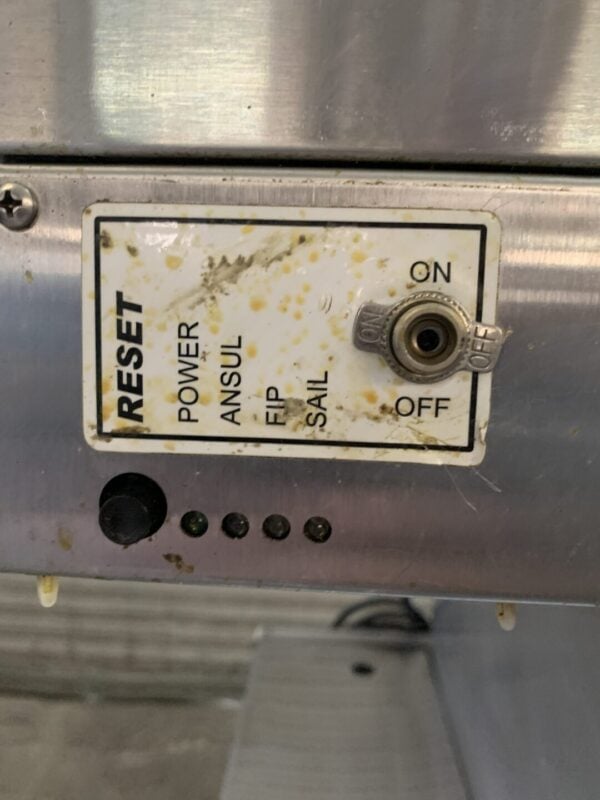 RESET
POWER
ANSUL
FIP
SAIL
ON
ON
OFF
OFF